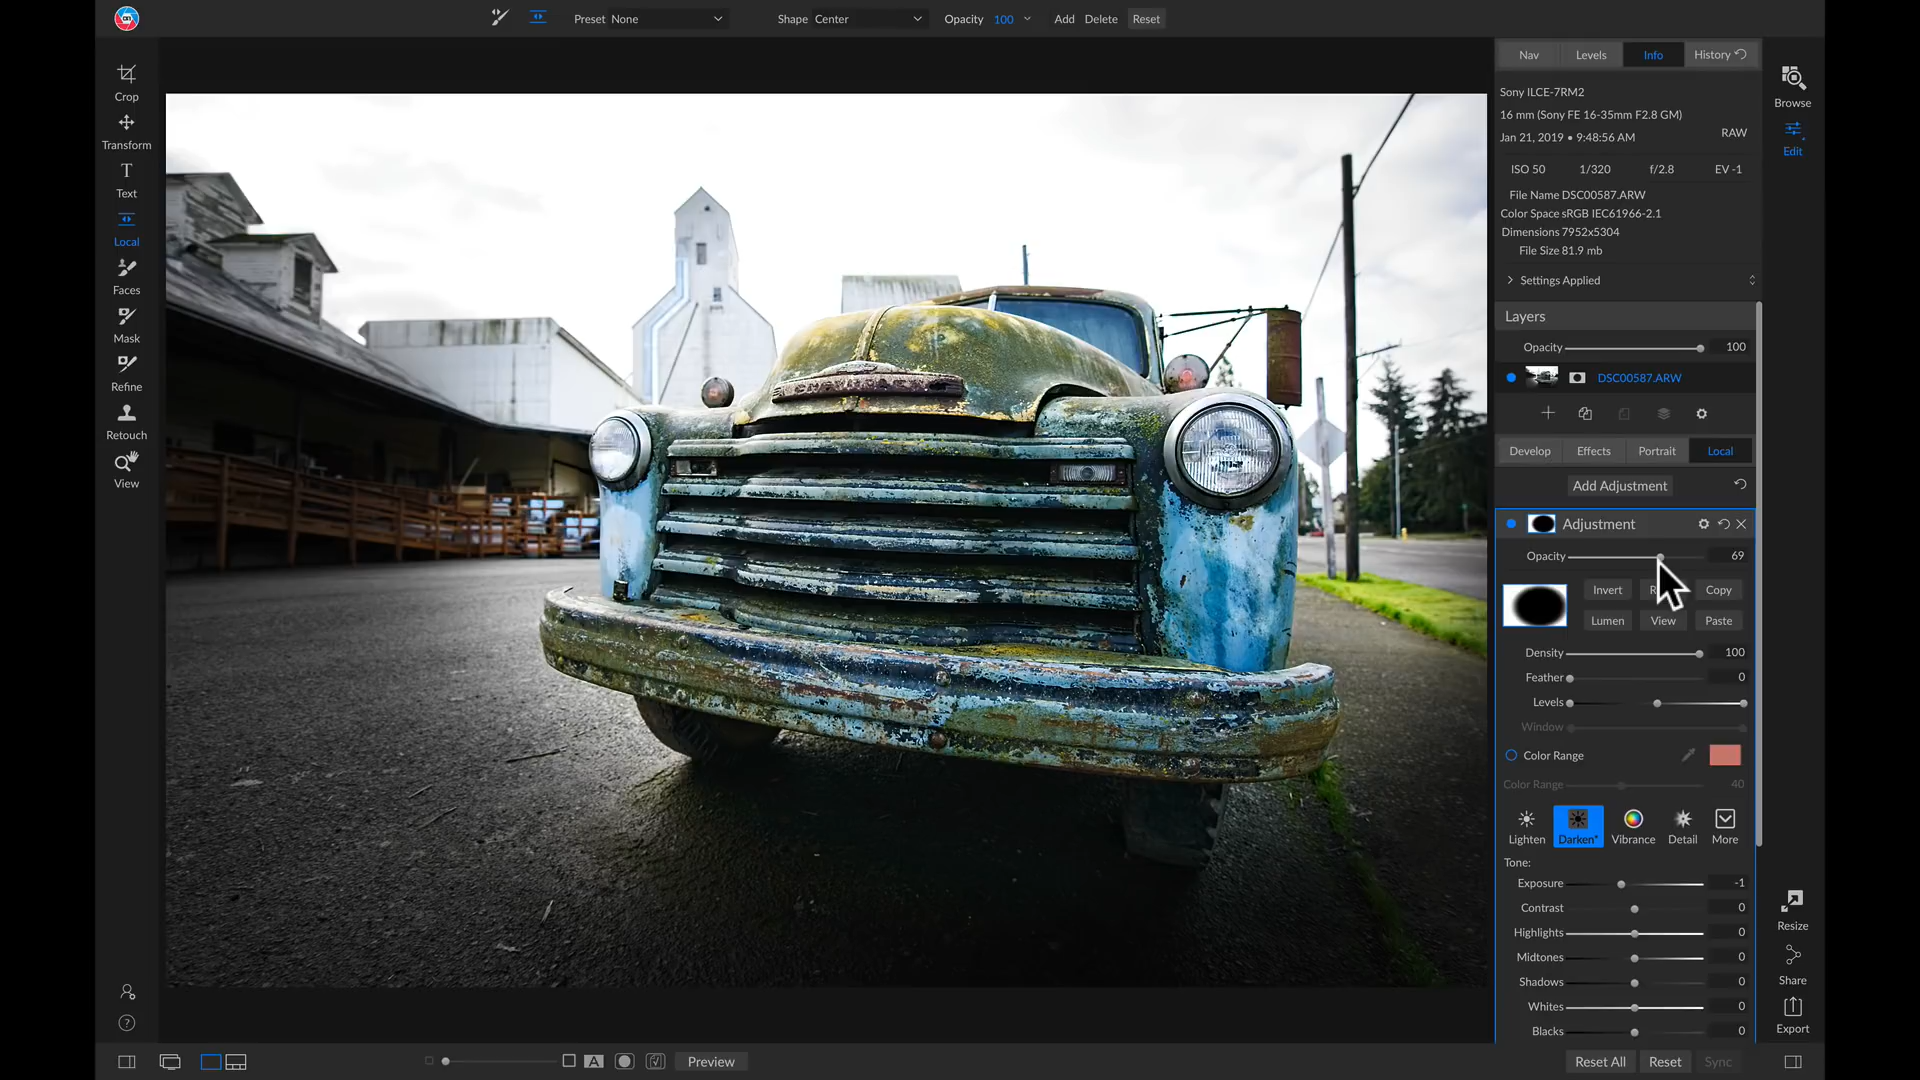 Preset None Shape Center Opacity 100 Add Delete Reset
Crop
Transform
Text
Local
Faces
Mask
Refine
Retouch
View
Nav Levels Info History
Sony ILCE-7RM2
16 mm (Sony FE 16-35mm F2.8 GM)
Jan 21, 2019 • 9:48:56 AM RAW
ISO 50 1/320 f/2.8 EV -1
File Name DSC00587.ARW
Color Space sRGB IEC61966-2.1
Dimensions 7952x5304
File Size 81.9 mb
Settings Applied
Layers
Opacity 100
DSC00587.ARW
Develop Effects Portrait Local
Add Adjustment
Adjustment
Opacity 69
Invert Copy
Lumen View Paste
Density 100
Feather 0
Levels
Window
Color Range
Color Range 40
Lighten Darken* Vibrance Detail More
Tone:
Exposure -1
Contrast 0
Highlights 0
Midtones 0
Shadows 0
Whites 0
Blacks 0
Browse
Edit
Resize
Share
Export
A Preview
Reset All Reset Sync